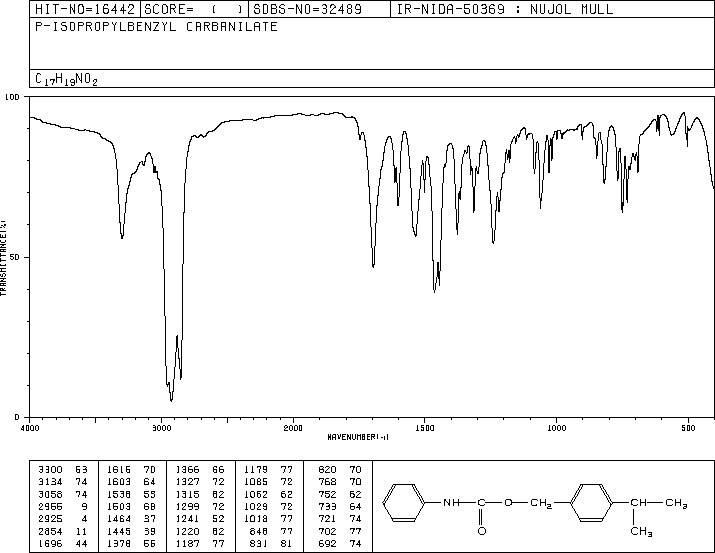 HIT-NO=16442 SCORE= ( ) SDBS-NO=32489 IR-NIDA-50369 : NUJOL MULL
P-ISOPROPYLBENZYL CARBANILATE
C17H19NO2
100
50
0
TRANSMITTANCE(%)
4000 3000 2000 1500 1000 500
WAVENUMBER(-1)
3300 53 1616 70 1366 66 1179 77 820 70
3134 74 1603 64 1327 72 1085 72 768 70
3058 74 1538 55 1315 62 1062 62 752 62
2966 9 1503 68 1299 72 1029 72 739 64
2925 4 1464 37 1241 52 1018 77 721 74
2854 11 1445 39 1220 62 848 77 702 77
1696 44 1378 55 1187 77 831 81 692 74
NH—C—O—CH2
CH—CH3
O
CH3